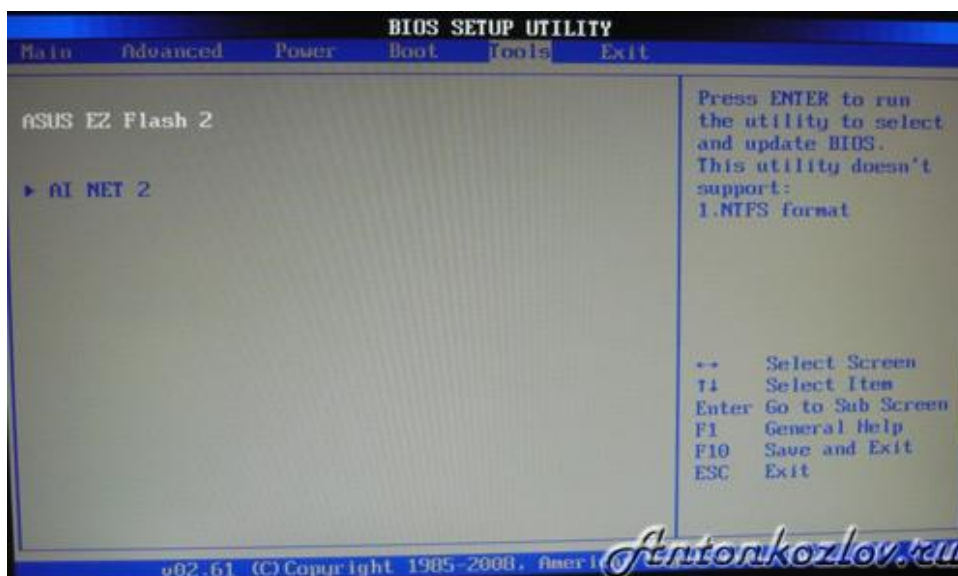 BIOS SETUP UTILITY
Main Advanced Power Boot Tools Exit
ASUS EZ Flash 2
▶ AI NET 2
Press ENTER to run
the utility to select
and update BIOS.
This utility doesn't
support:
1.NTFS format
↔ Select Screen
↑↓ Select Item
Enter Go to Sub Screen
F1 General Help
F10 Save and Exit
ESC Exit
v02.61 (C)Copyright 1985-2008, Ameri
Antonkozlov.ru